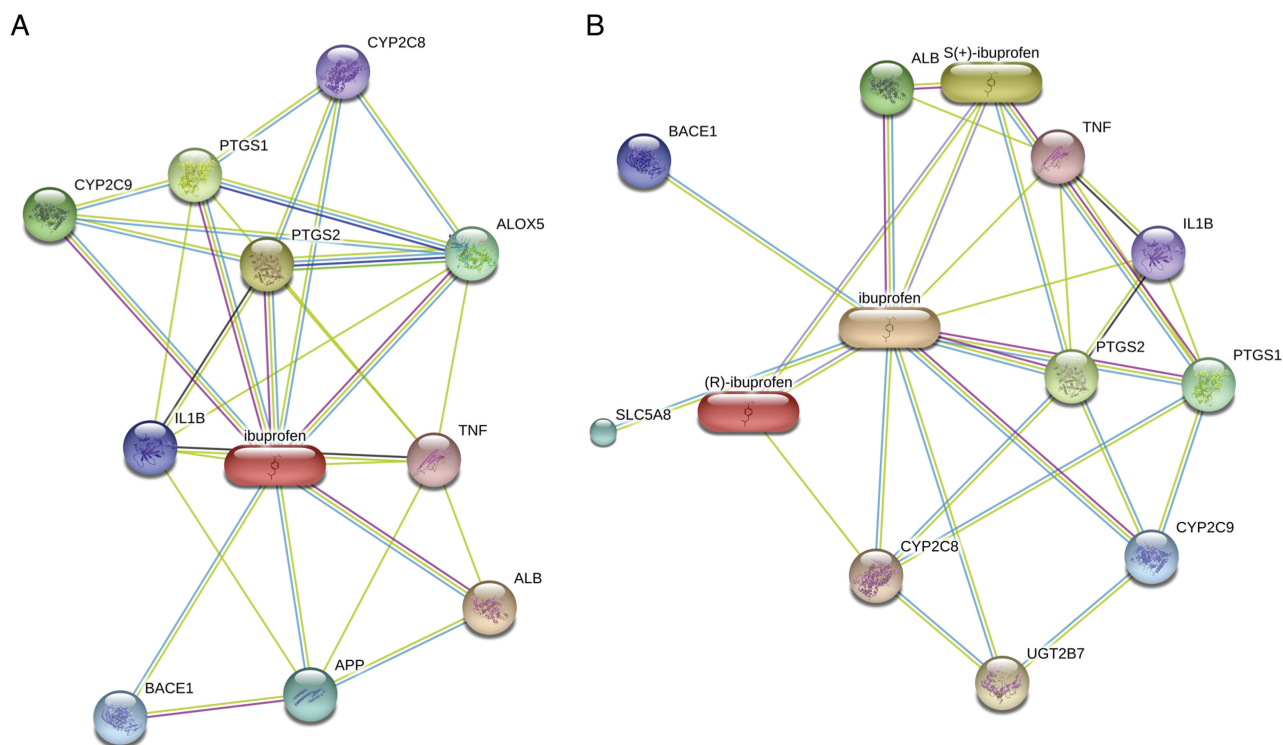 A
CYP2C8
PTGS1
CYP2C9
ALOX5
PTGS2
IL1B
ibuprofen
TNF
ALB
APP
BACE1
B
ALB
S(+)-ibuprofen
TNF
BACE1
IL1B
ibuprofen
PTGS2
PTGS1
(R)-ibuprofen
SLC5A8
CYP2C9
CYP2C8
UGT2B7